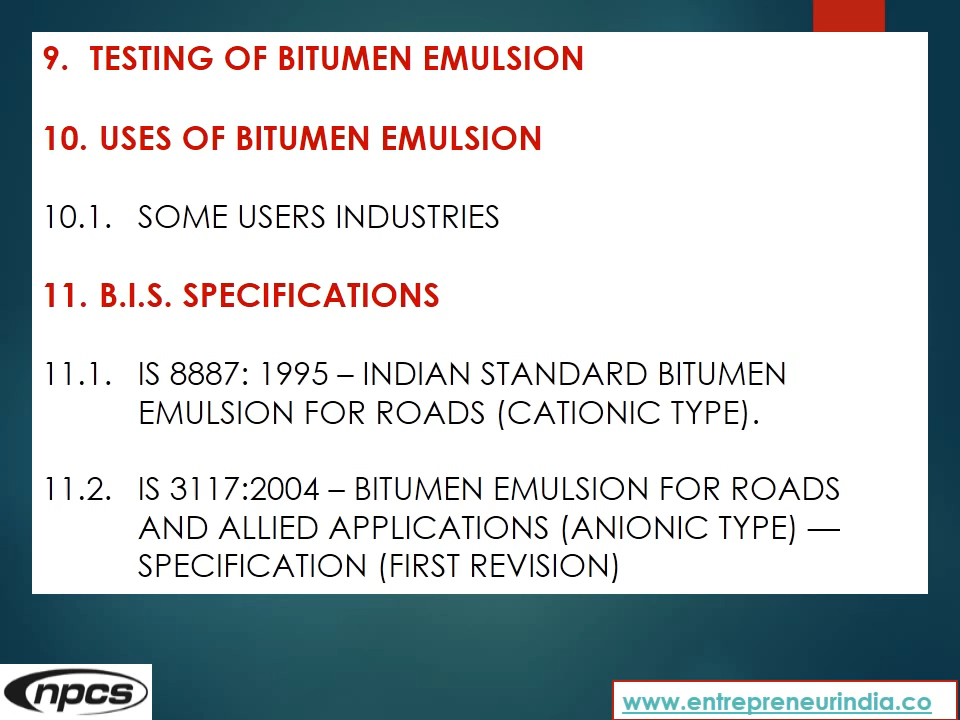 9. TESTING OF BITUMEN EMULSION
10. USES OF BITUMEN EMULSION
10.1. SOME USERS INDUSTRIES
11. B.I.S. SPECIFICATIONS
11.1. IS 8887: 1995 – INDIAN STANDARD BITUMEN
EMULSION FOR ROADS (CATIONIC TYPE).
11.2. IS 3117:2004 – BITUMEN EMULSION FOR ROADS
AND ALLIED APPLICATIONS (ANIONIC TYPE) —
SPECIFICATION (FIRST REVISION)
npcs
www.entrepreneurindia.co